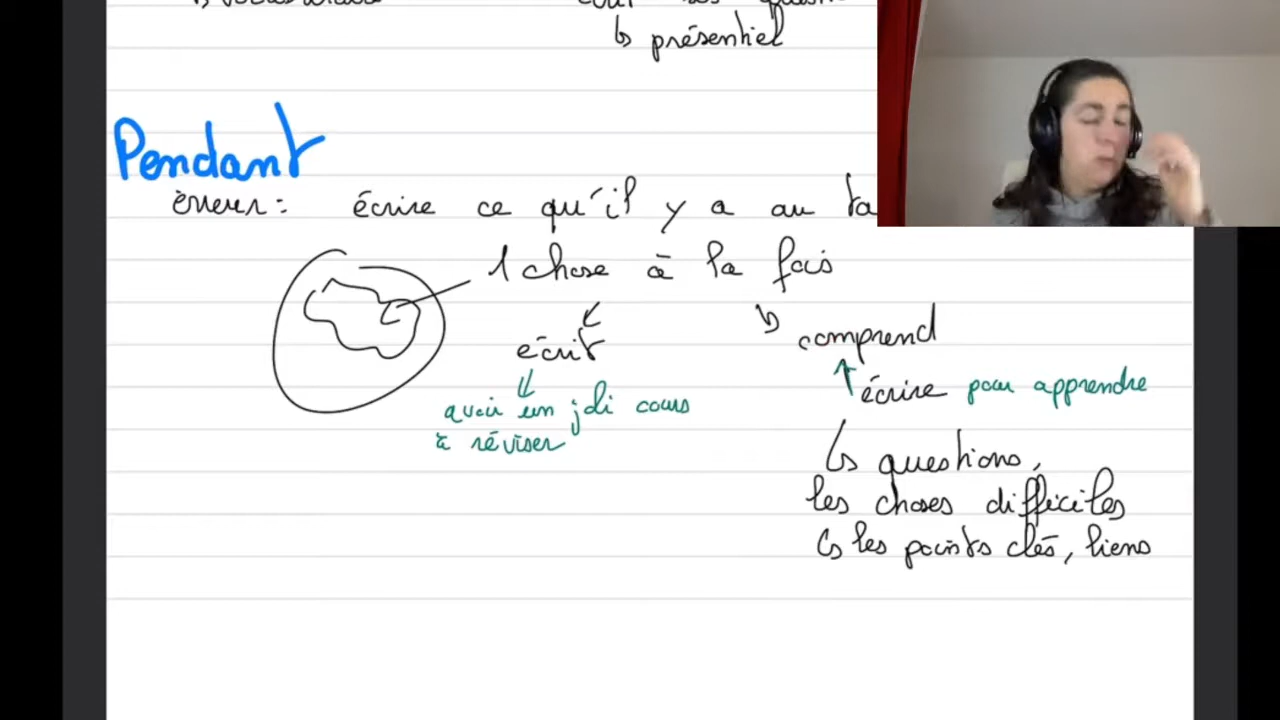 présentiel
Pendant
erreur: écrire ce qu'il y a au ta
1 chose à la fois
écrit
comprend
écrire pour apprendre
avoir un joli cours
à réviser
questions,
les choses difficiles
les points clés, liens